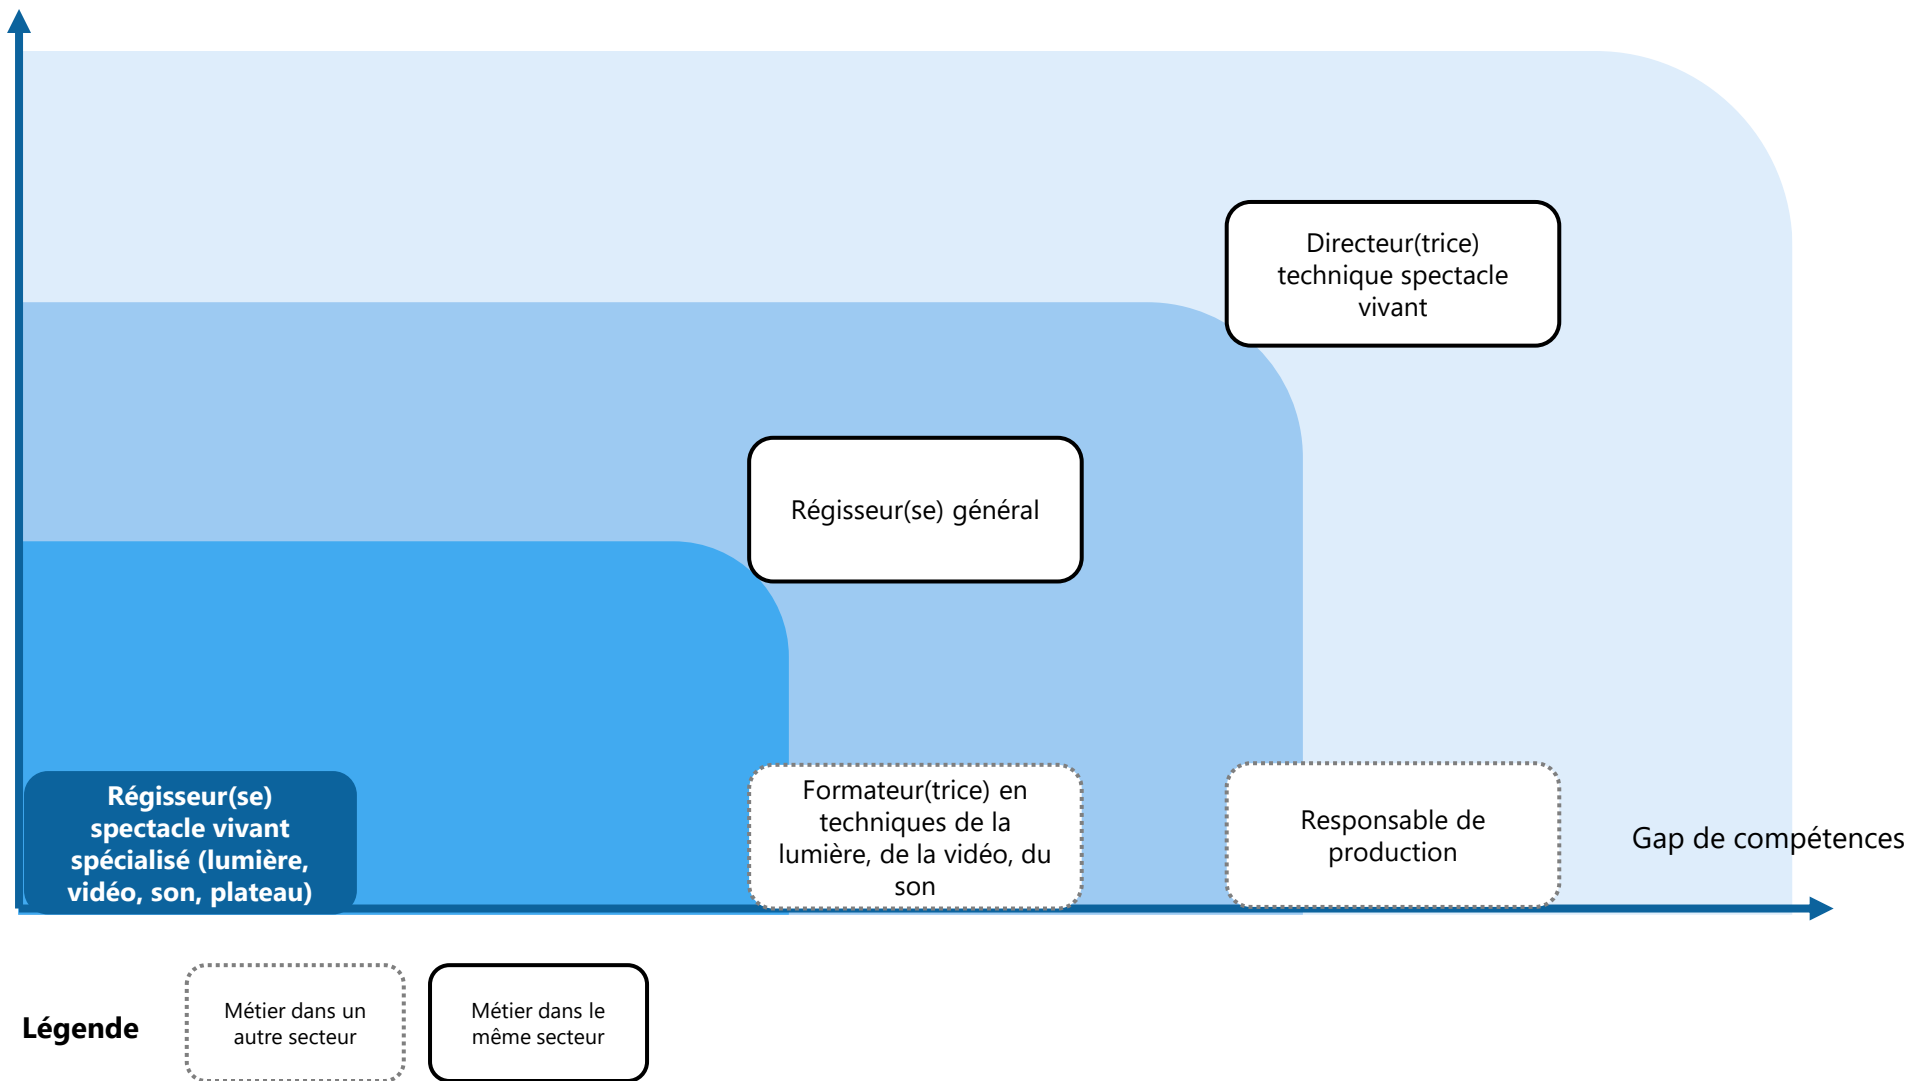 Directeur(trice)
technique spectacle
vivant
Régisseur(se) général
Régisseur(se)
spectacle vivant
spécialisé (lumière,
vidéo, son, plateau)
Formateur(trice) en
techniques de la
lumière, de la vidéo, du
son
Responsable de
production
Gap de compétences
Légende
Métier dans un
autre secteur
Métier dans le
même secteur